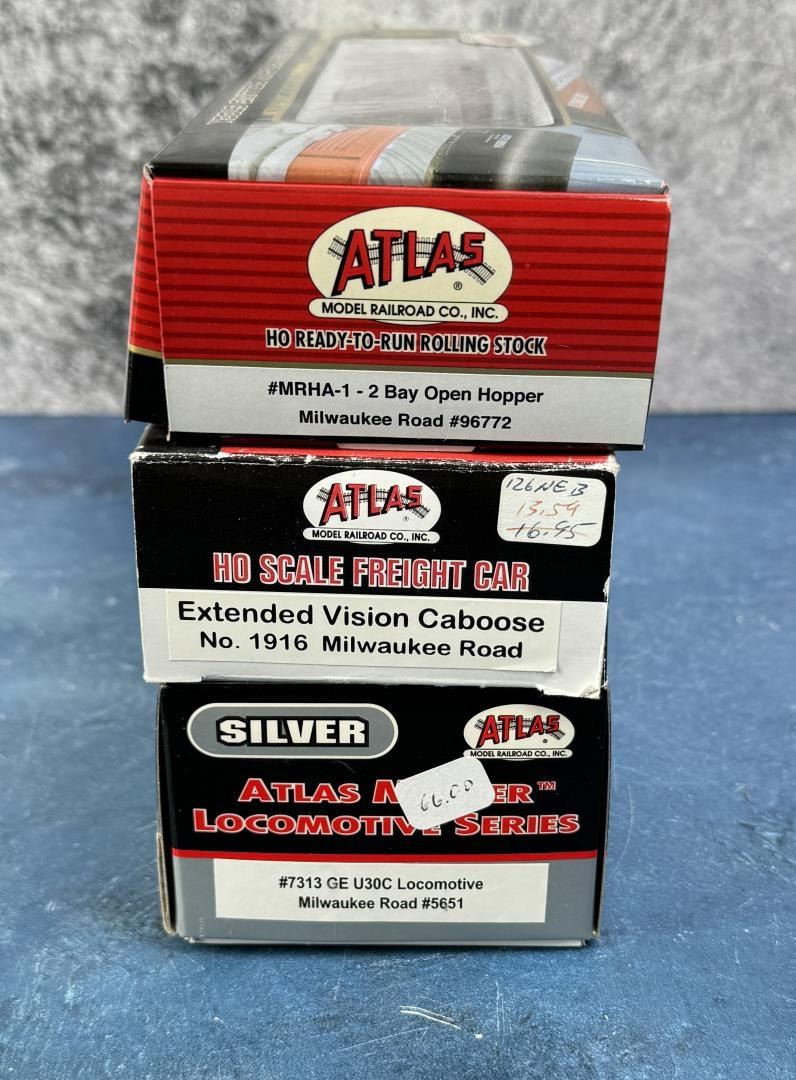 ATLAS
®
MODEL RAILROAD CO., INC.
HO READY-TO-RUN ROLLING STOCK
#MRHA-1 - 2 Bay Open Hopper
Milwaukee Road #96772
ATLAS
®
MODEL RAILROAD CO., INC.
126NEB
13.59
16.95
HO SCALE FREIGHT CAR
Extended Vision Caboose
No. 1916 Milwaukee Road
SILVER
ATLAS
®
MODEL RAILROAD CO., INC.
ATLAS M ER™
66.00
LOCOMOTIVE SERIES
#7313 GE U30C Locomotive
Milwaukee Road #5651